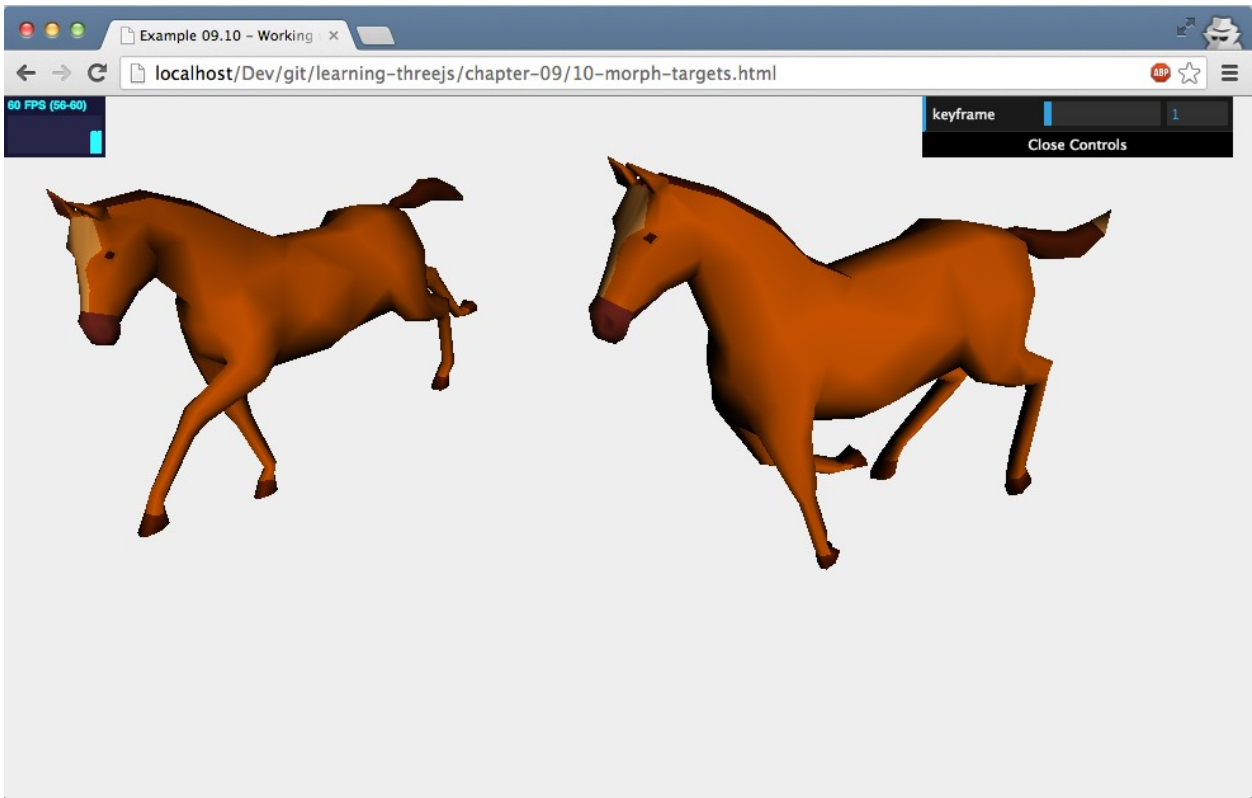 Example 09.10 – Working
localhost/Dev/git/learning-threejs/chapter-09/10-morph-targets.html
ABP
60 FPS (56-60)
keyframe 1
Close Controls